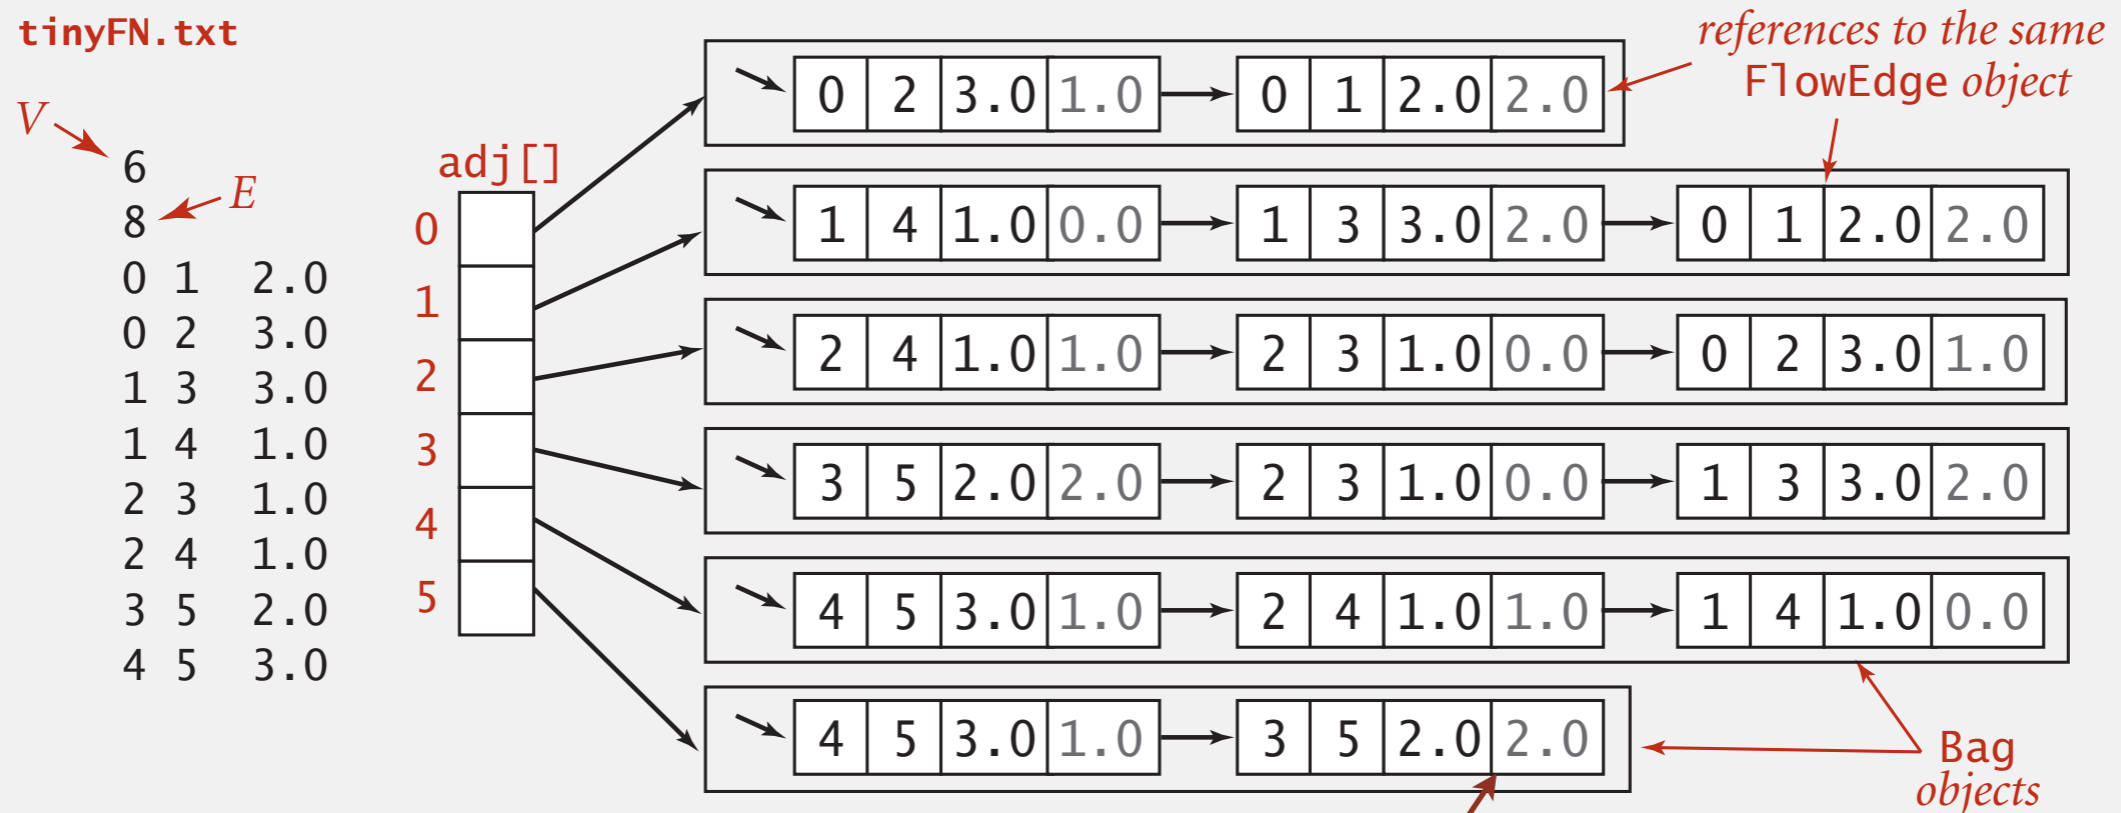 tinyFN.txt
V
6
8
E
0 1 2.0
0 2 3.0
1 3 3.0
1 4 1.0
2 3 1.0
2 4 1.0
3 5 2.0
4 5 3.0
adj[]
0
1
2
3
4
5
0 2 3.0 1.0 0 1 2.0 2.0
1 4 1.0 0.0 1 3 3.0 2.0 0 1 2.0 2.0
2 4 1.0 1.0 2 3 1.0 0.0 0 2 3.0 1.0
3 5 2.0 2.0 2 3 1.0 0.0 1 3 3.0 2.0
4 5 3.0 1.0 2 4 1.0 1.0 1 4 1.0 0.0
4 5 3.0 1.0 3 5 2.0 2.0
references to the same
FlowEdge object
Bag
objects